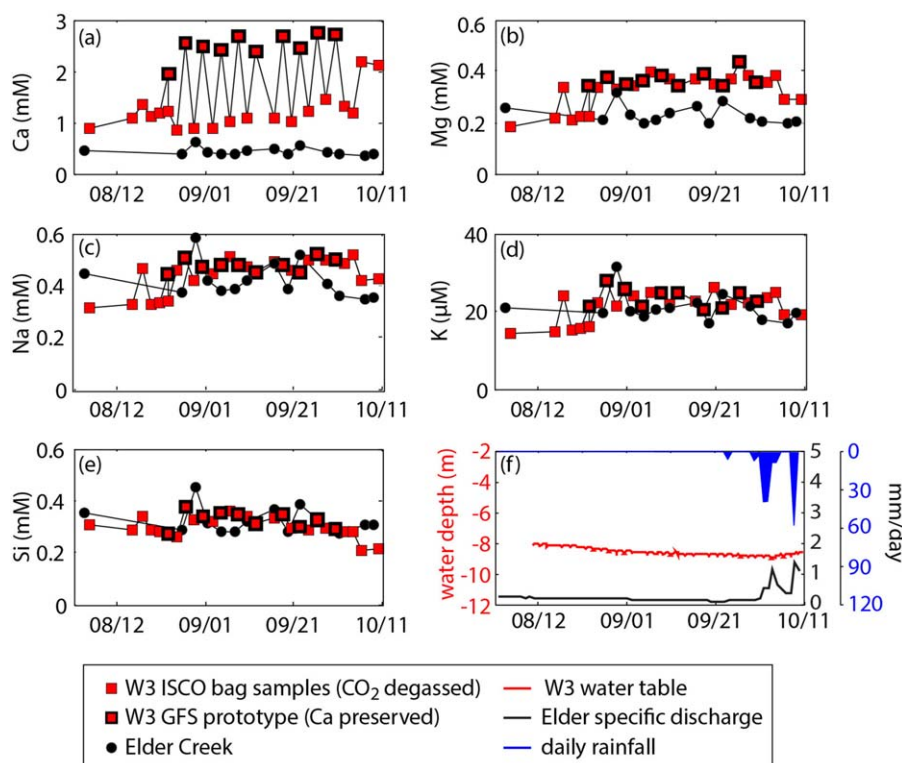 (a)
Ca (mM)
3
2
1
0
08/12 09/01 09/21 10/11
(b)
Mg (mM)
0.6
0.4
0.2
0
08/12 09/01 09/21 10/11
(c)
Na (mM)
0.6
0.4
0.2
0
08/12 09/01 09/21 10/11
(d)
K (μM)
40
20
0
08/12 09/01 09/21 10/11
(e)
Si (mM)
0.6
0.4
0.2
0
08/12 09/01 09/21 10/11
(f)
water depth (m)
-2
-4
-6
-8
-10
-12
5
4
3
2
1
0
mm/day
0
30
60
90
120
08/12 09/01 09/21 10/11
W3 ISCO bag samples (CO2 degassed)
W3 GFS prototype (Ca preserved)
Elder Creek
W3 water table
Elder specific discharge
daily rainfall